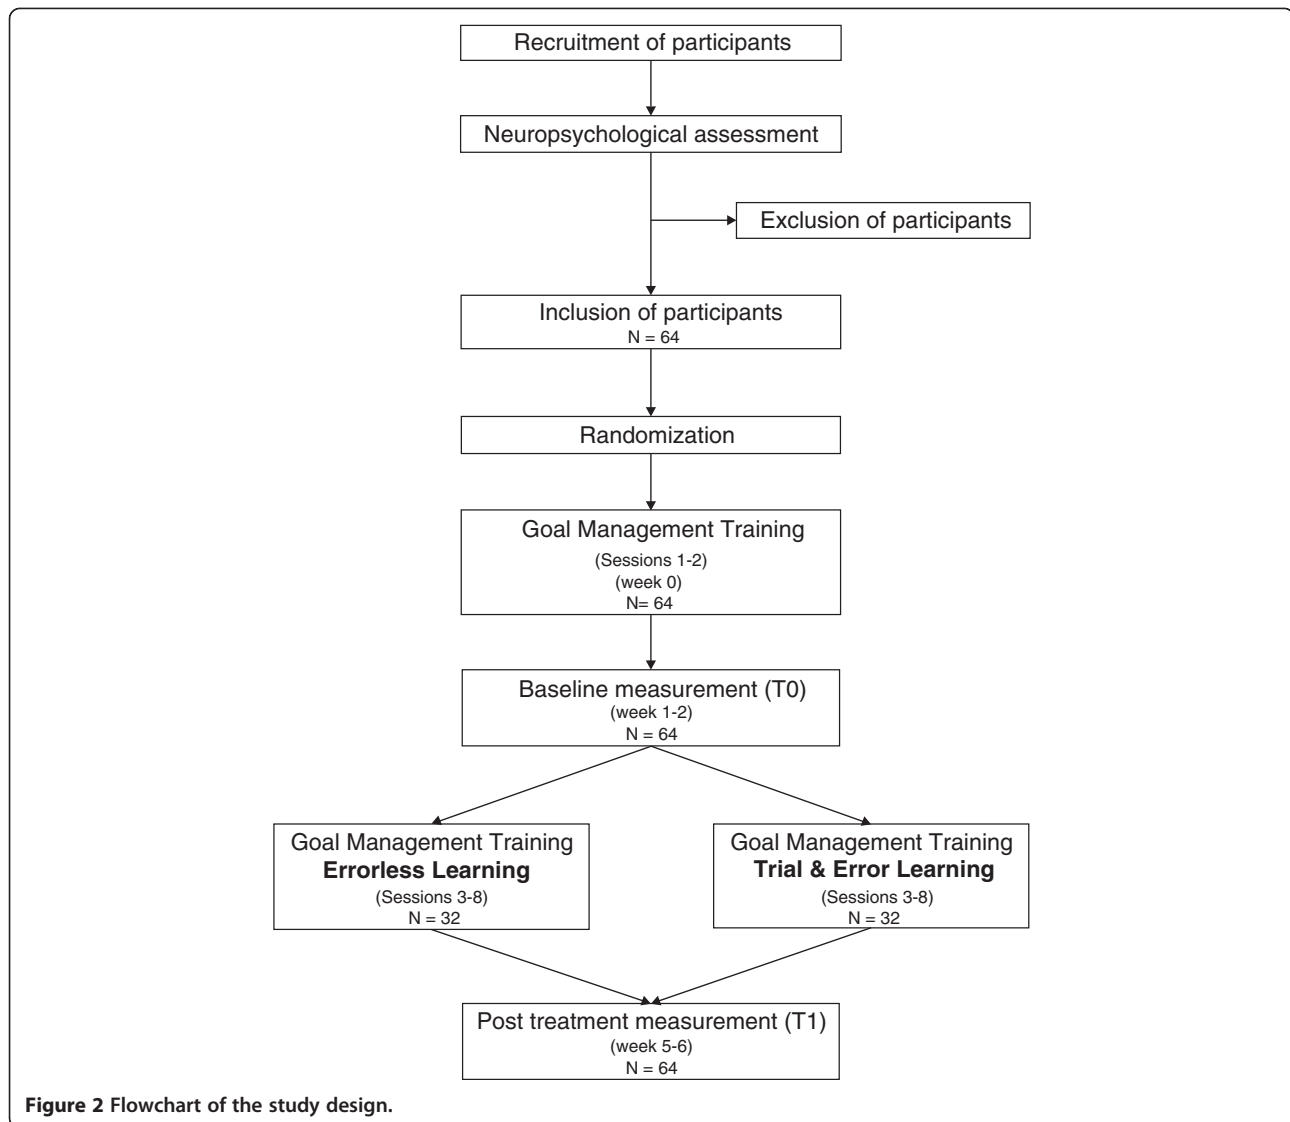 Recruitment of participants
Neuropsychological assessment
Exclusion of participants
Inclusion of participants
N = 64
Randomization
Goal Management Training
(Sessions 1-2)
(week 0)
N= 64
Baseline measurement (T0)
(week 1-2)
N = 64
Goal Management Training
Errorless Learning
(Sessions 3-8)
N = 32
Goal Management Training
Trial & Error Learning
(Sessions 3-8)
N = 32
Post treatment measurement (T1)
(week 5-6)
N = 64
Figure 2 Flowchart of the study design.